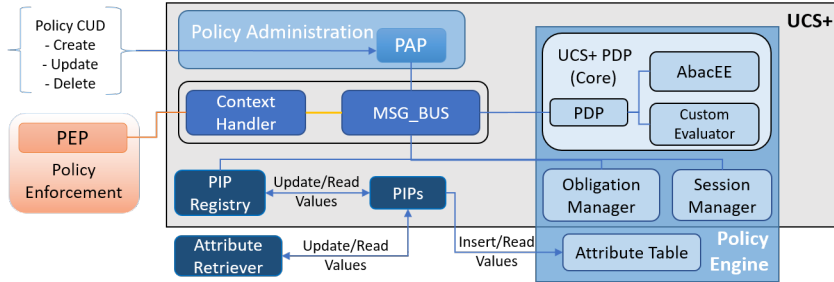 Policy CUD
- Create
- Update
- Delete
Policy Administration
PAP
UCS+
UCS+ PDP
(Core)
AbacEE
PDP
Custom
Evaluator
Context
Handler
MSG_BUS
PEP
Policy
Enforcement
PIP
Registry
Update/Read
Values
PIPs
Obligation
Manager
Session
Manager
Attribute
Retriever
Update/Read
Values
Insert/Read
Values
Attribute Table
Policy
Engine